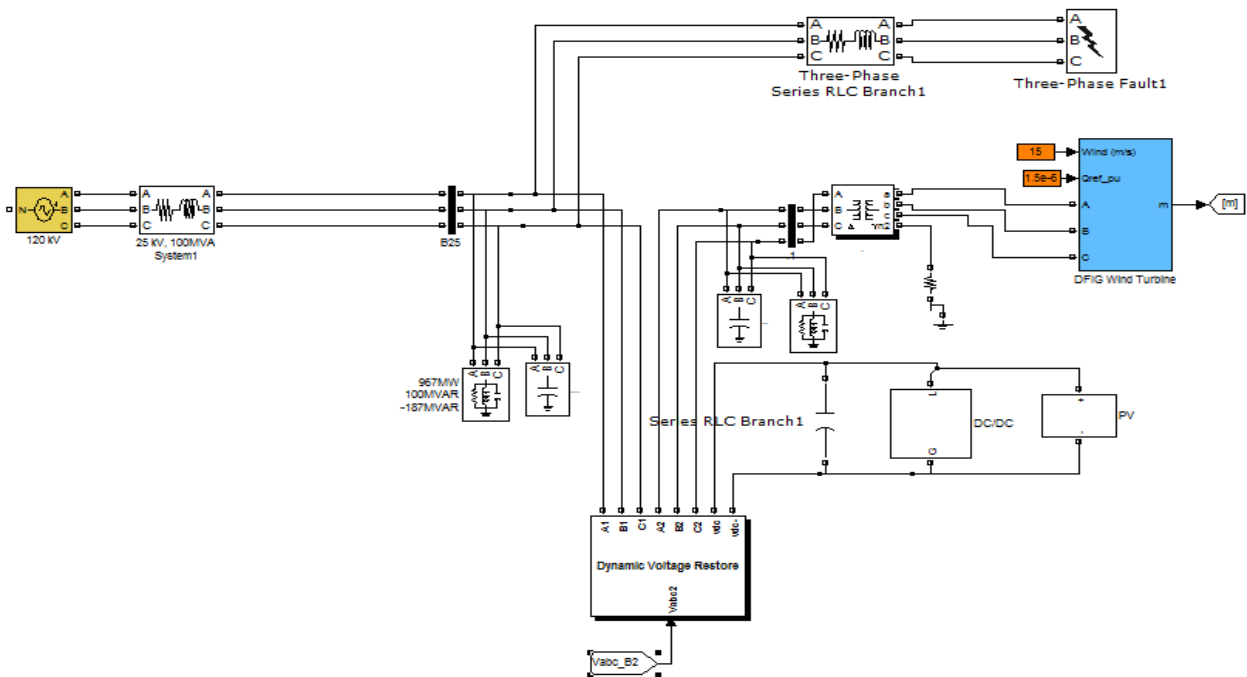 A
B
C
A
B
C
A
B
C
Three-Phase
Series RLC Branch1
Three-Phase Fault1
15
Wind (m/s)
1.5e-6
Qref_pu
A
B
C
m
[m]
DFIG Wind Turbine
N
A
B
C
120 kV
A
B
C
A
B
C
25 kV, 100MVA
System1
B25
A
B
C
a
b
c
A B C
A B C
A B C
A B C
967MW
100MVAR
-187MVAR
Series RLC Branch1
L
G
DC/DC
+
-
PV
A1
B1
C1
A2
B2
C2
vdc
vdc-
Dynamic Voltage Restore
Vabc2
Vabc_B2